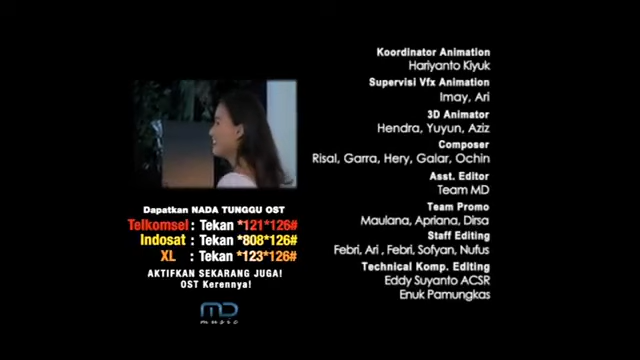 Koordinator Animation
Hariyanto Kiyuk
Supervisi Vfx Animation
Imay, Ari
3D Animator
Hendra, Yuyun, Aziz
Composer
Risal, Garra, Hery, Galar, Ochin
Asst. Editor
Team MD
Team Promo
Maulana, Apriana, Dirsa
Staff Editing
Febri, Ari , Febri, Sofyan, Nufus
Technical Komp. Editing
Eddy Suyanto ACSR
Enuk Pamungkas
Dapatkan NADA TUNGGU OST
Telkomsel : Tekan *121*126#
Indosat : Tekan *808*126#
XL : Tekan *123*126#
AKTIFKAN SEKARANG JUGA!
OST Kerennya!
MD
music